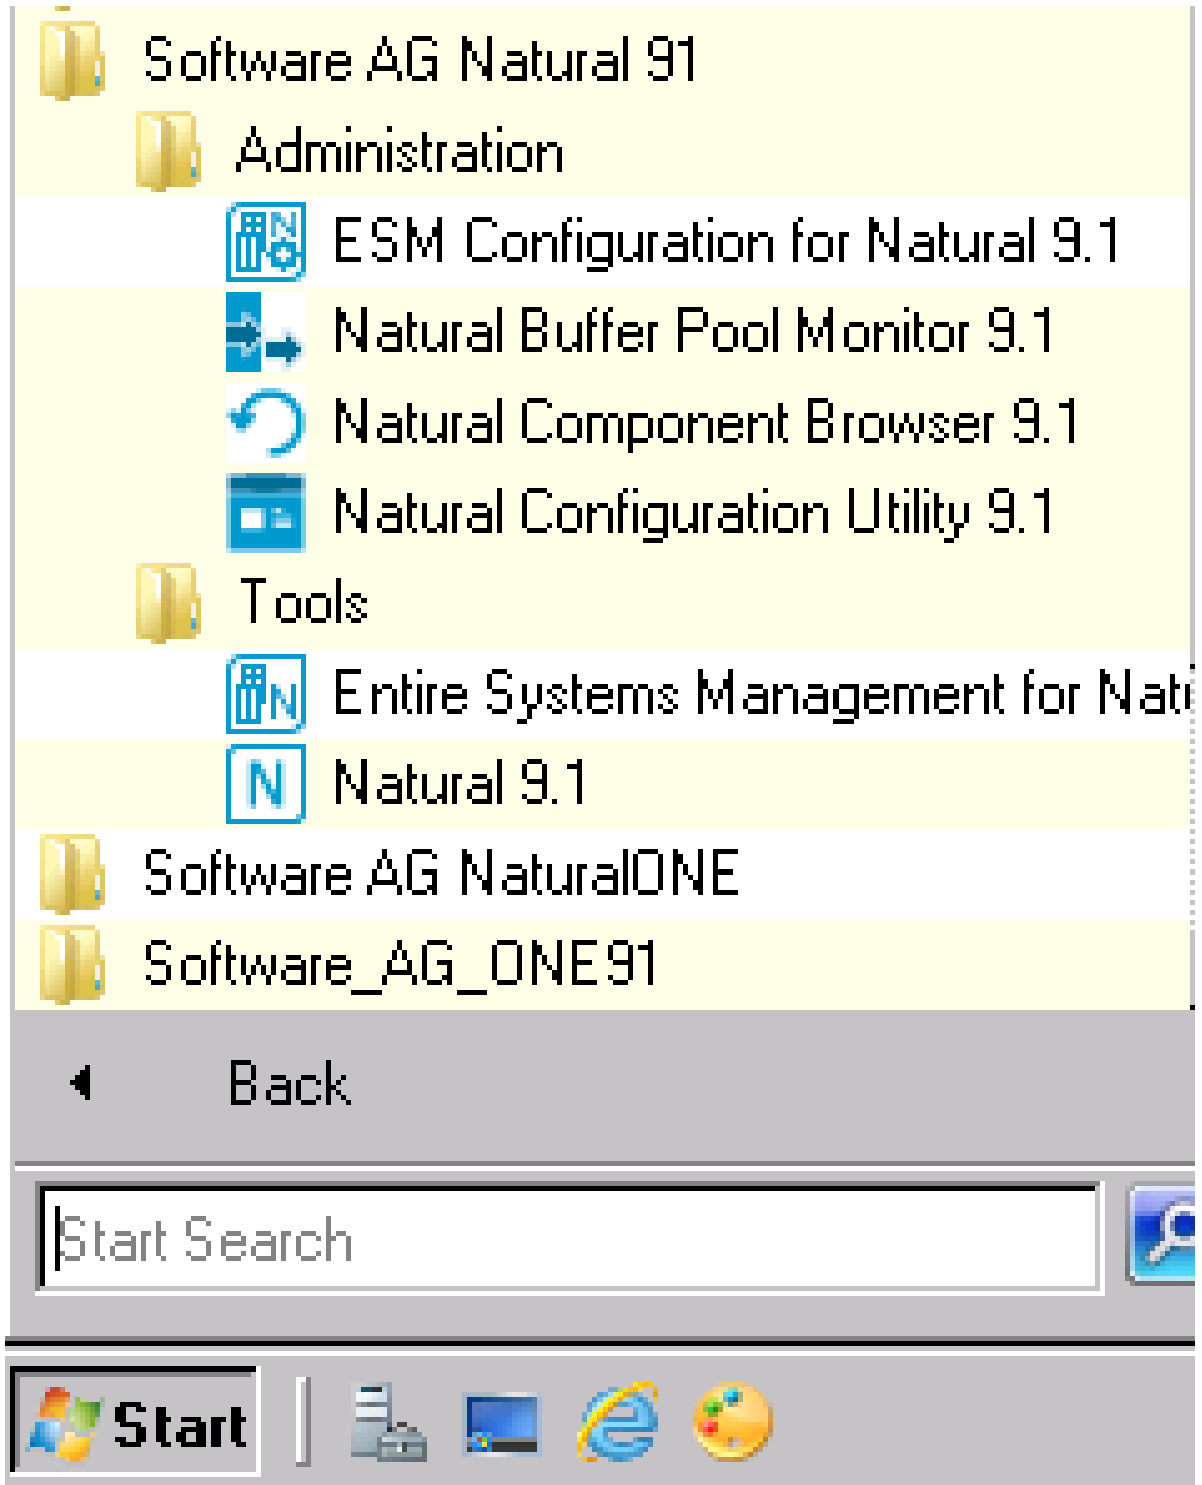 Software AG Natural 91
Administration
ESM Configuration for Natural 9.1
Natural Buffer Pool Monitor 9.1
Natural Component Browser 9.1
Natural Configuration Utility 9.1
Tools
Entire Systems Management for Natu
Natural 9.1
Software AG NaturalONE
Software_AG_ONE91
Back
Start Search
Start